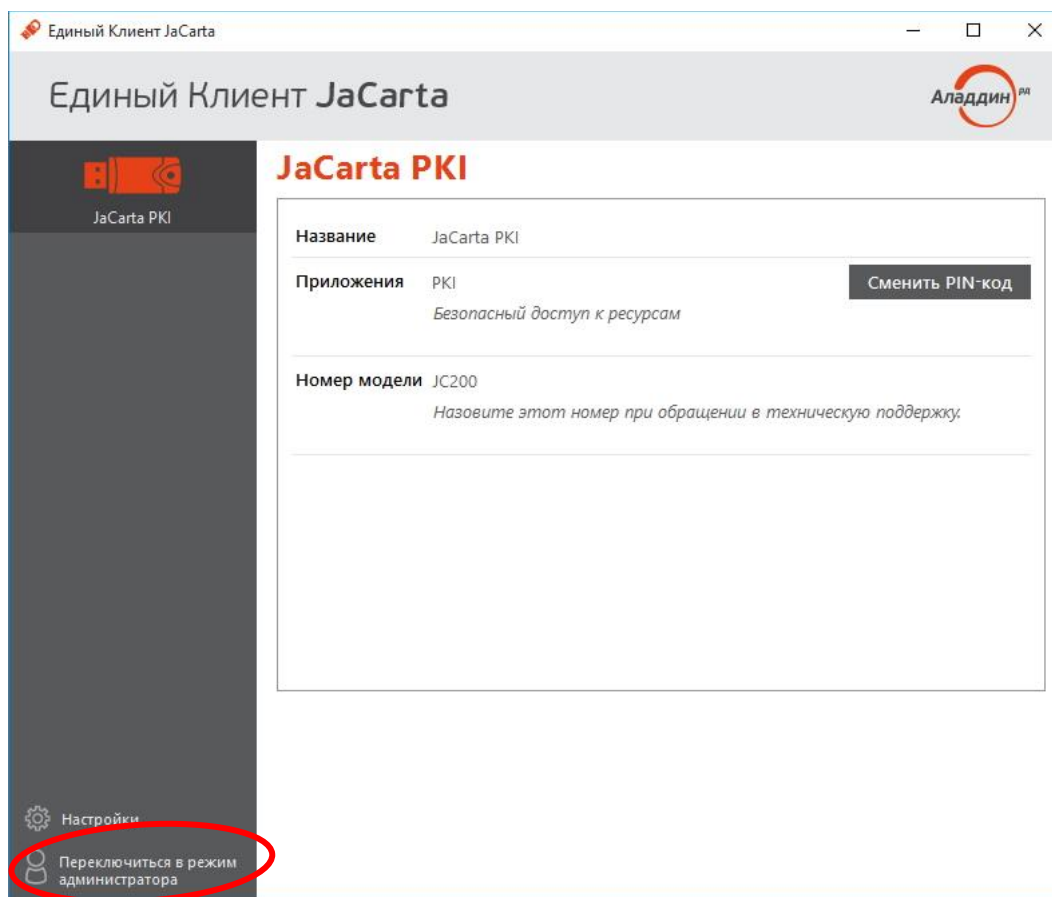 Единый Клиент JaCarta
Единый Клиент JaCarta
Аладдин РД
JaCarta PKI
JaCarta PKI
Название JaCarta PKI
Приложения PKI Сменить PIN-код
Безопасный доступ к ресурсам
Номер модели JC200
Назовите этот номер при обращении в техническую поддержку.
Настройки
Переключиться в режим
администратора